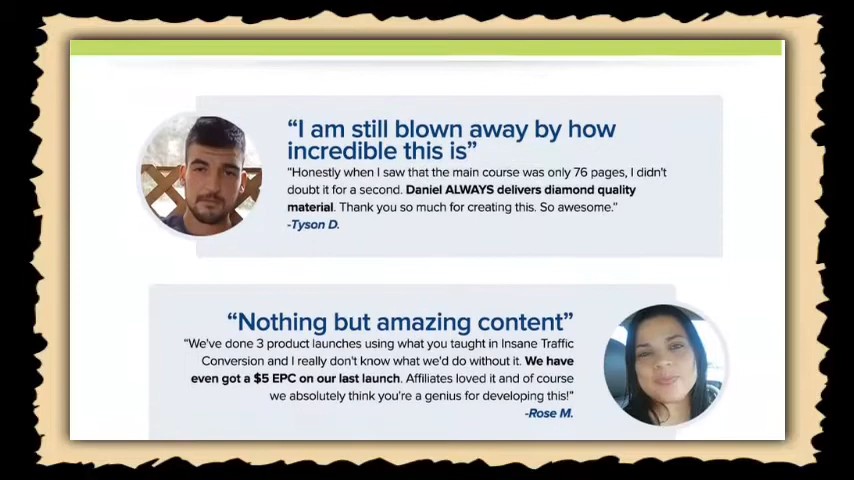 “I am still blown away by how
incredible this is”
“Honestly when I saw that the main course was only 76 pages, I didn't
doubt it for a second. Daniel ALWAYS delivers diamond quality
material. Thank you so much for creating this. So awesome.”
-Tyson D.
“Nothing but amazing content”
“We've done 3 product launches using what you taught in Insane Traffic
Conversion and I really don't know what we'd do without it. We have
even got a $5 EPC on our last launch. Affiliates loved it and of course
we absolutely think you're a genius for developing this!”
-Rose M.